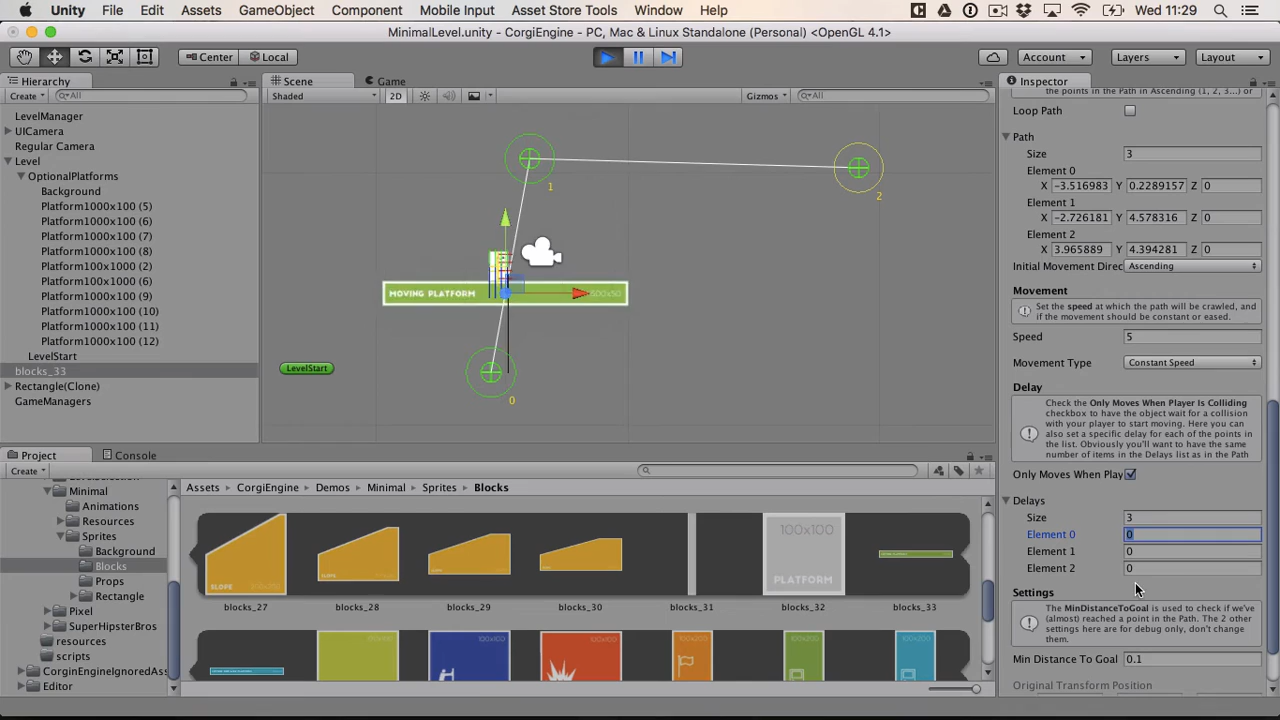 Unity File Edit Assets GameObject Component Mobile Input Asset Store Tools Window Help Wed 11:29
MinimalLevel.unity - CorgiEngine - PC, Mac & Linux Standalone (Personal) <OpenGL 4.1>
Center Local Account Layers Layout
Hierarchy Scene Game Inspector
Create All Shaded 2D Gizmos All
LevelManager
UICamera
Regular Camera
Level
OptionalPlatforms
Background
Platform1000x100 (5)
Platform1000x100 (6)
Platform1000x100 (7)
Platform1000x100 (8)
Platform100x1000 (2)
Platform100x1000 (6)
Platform1000x100 (9)
Platform1000x100 (10)
Platform1000x100 (11)
Platform1000x100 (12)
LevelStart
blocks_33
Rectangle(Clone)
GameManagers
1
2
MOVING PLATFORM 500x50
LevelStart
0
the points in the Path in Ascending (1, 2, 3...) or
Loop Path
Path
Size 3
Element 0
X -3.516983 Y 0.2289157 Z 0
Element 1
X -2.726181 Y 4.578316 Z 0
Element 2
X 3.965889 Y 4.394281 Z 0
Initial Movement Direc Ascending
Movement
Set the speed at which the path will be crawled, and
if the movement should be constant or eased.
Speed 5
Movement Type Constant Speed
Delay
Check the Only Moves When Player Is Colliding
checkbox to have the object wait for a collision
with your player to start moving. Here you can
also set a specific delay for each of the points in
the list. Obviously you'll want to have the same
number of items in the Delays list as in the Path
Only Moves When Play
Delays
Size 3
Element 0 0
Element 1 0
Element 2 0
Settings
The MinDistanceToGoal is used to check if we've
(almost) reached a point in the Path. The 2 other
settings here are for debug only, don't change
them.
Min Distance To Goal 0.1
Original Transform Position
Project Console
Create
Minimal
Animations
Resources
Sprites
Background
Blocks
Props
Rectangle
Pixel
SuperHipsterBros
resources
scripts
CorginEngineIgnoredAss
Editor
Assets CorgiEngine Demos Minimal Sprites Blocks
SLOPE
100x100
PLATFORM
blocks_27 blocks_28 blocks_29 blocks_30 blocks_31 blocks_32 blocks_33